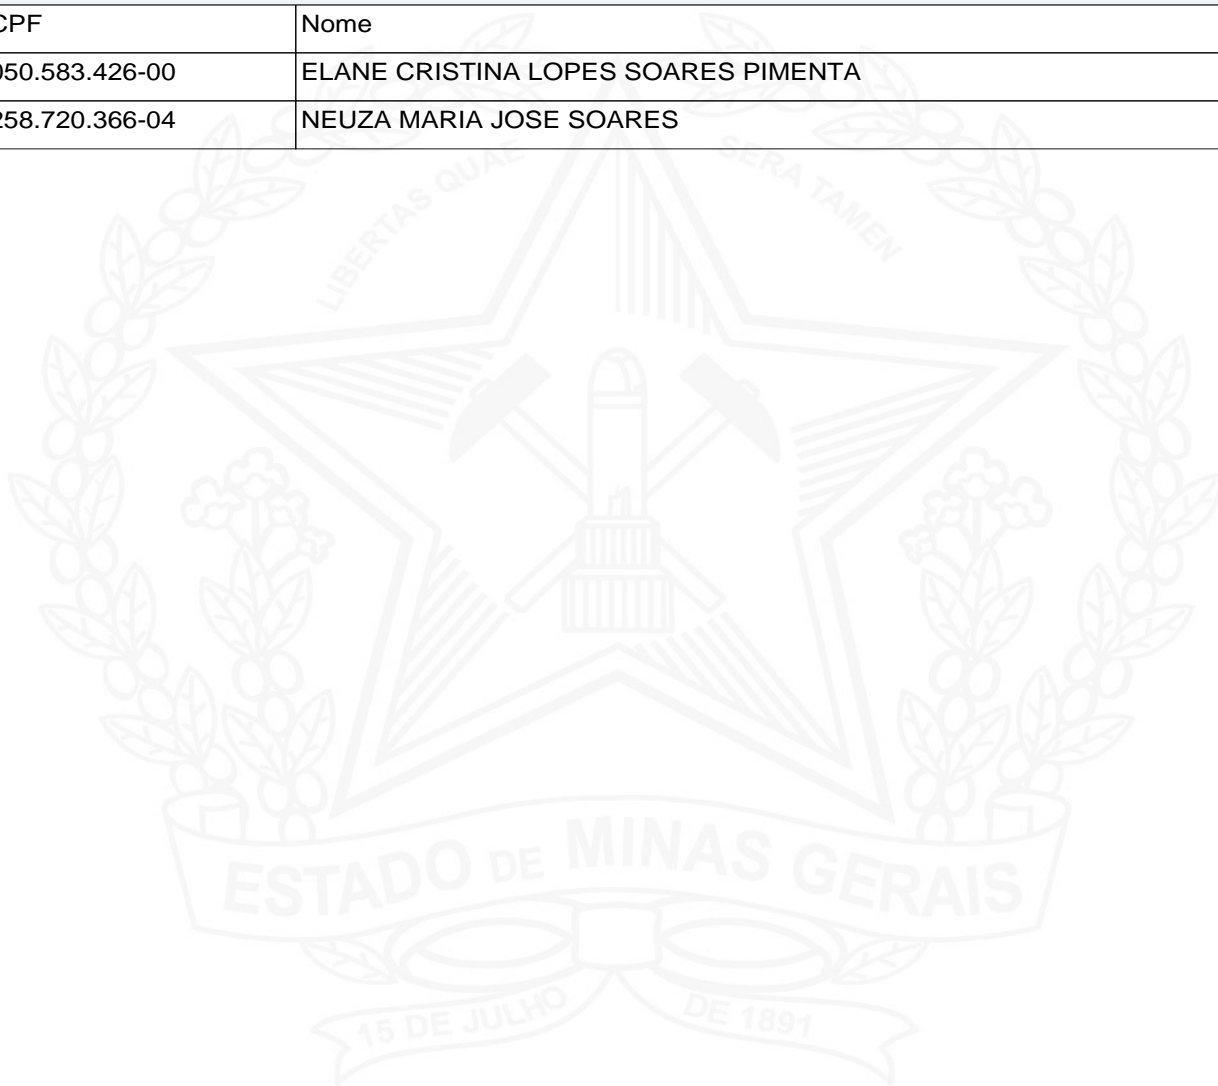 CPF Nome
050.583.426-00 ELANE CRISTINA LOPES SOARES PIMENTA
258.720.366-04 NEUZA MARIA JOSE SOARES
LIBERTAS QUAE SERA TAMEN
ESTADO DE MINAS GERAIS
15 DE JULHO DE 1891